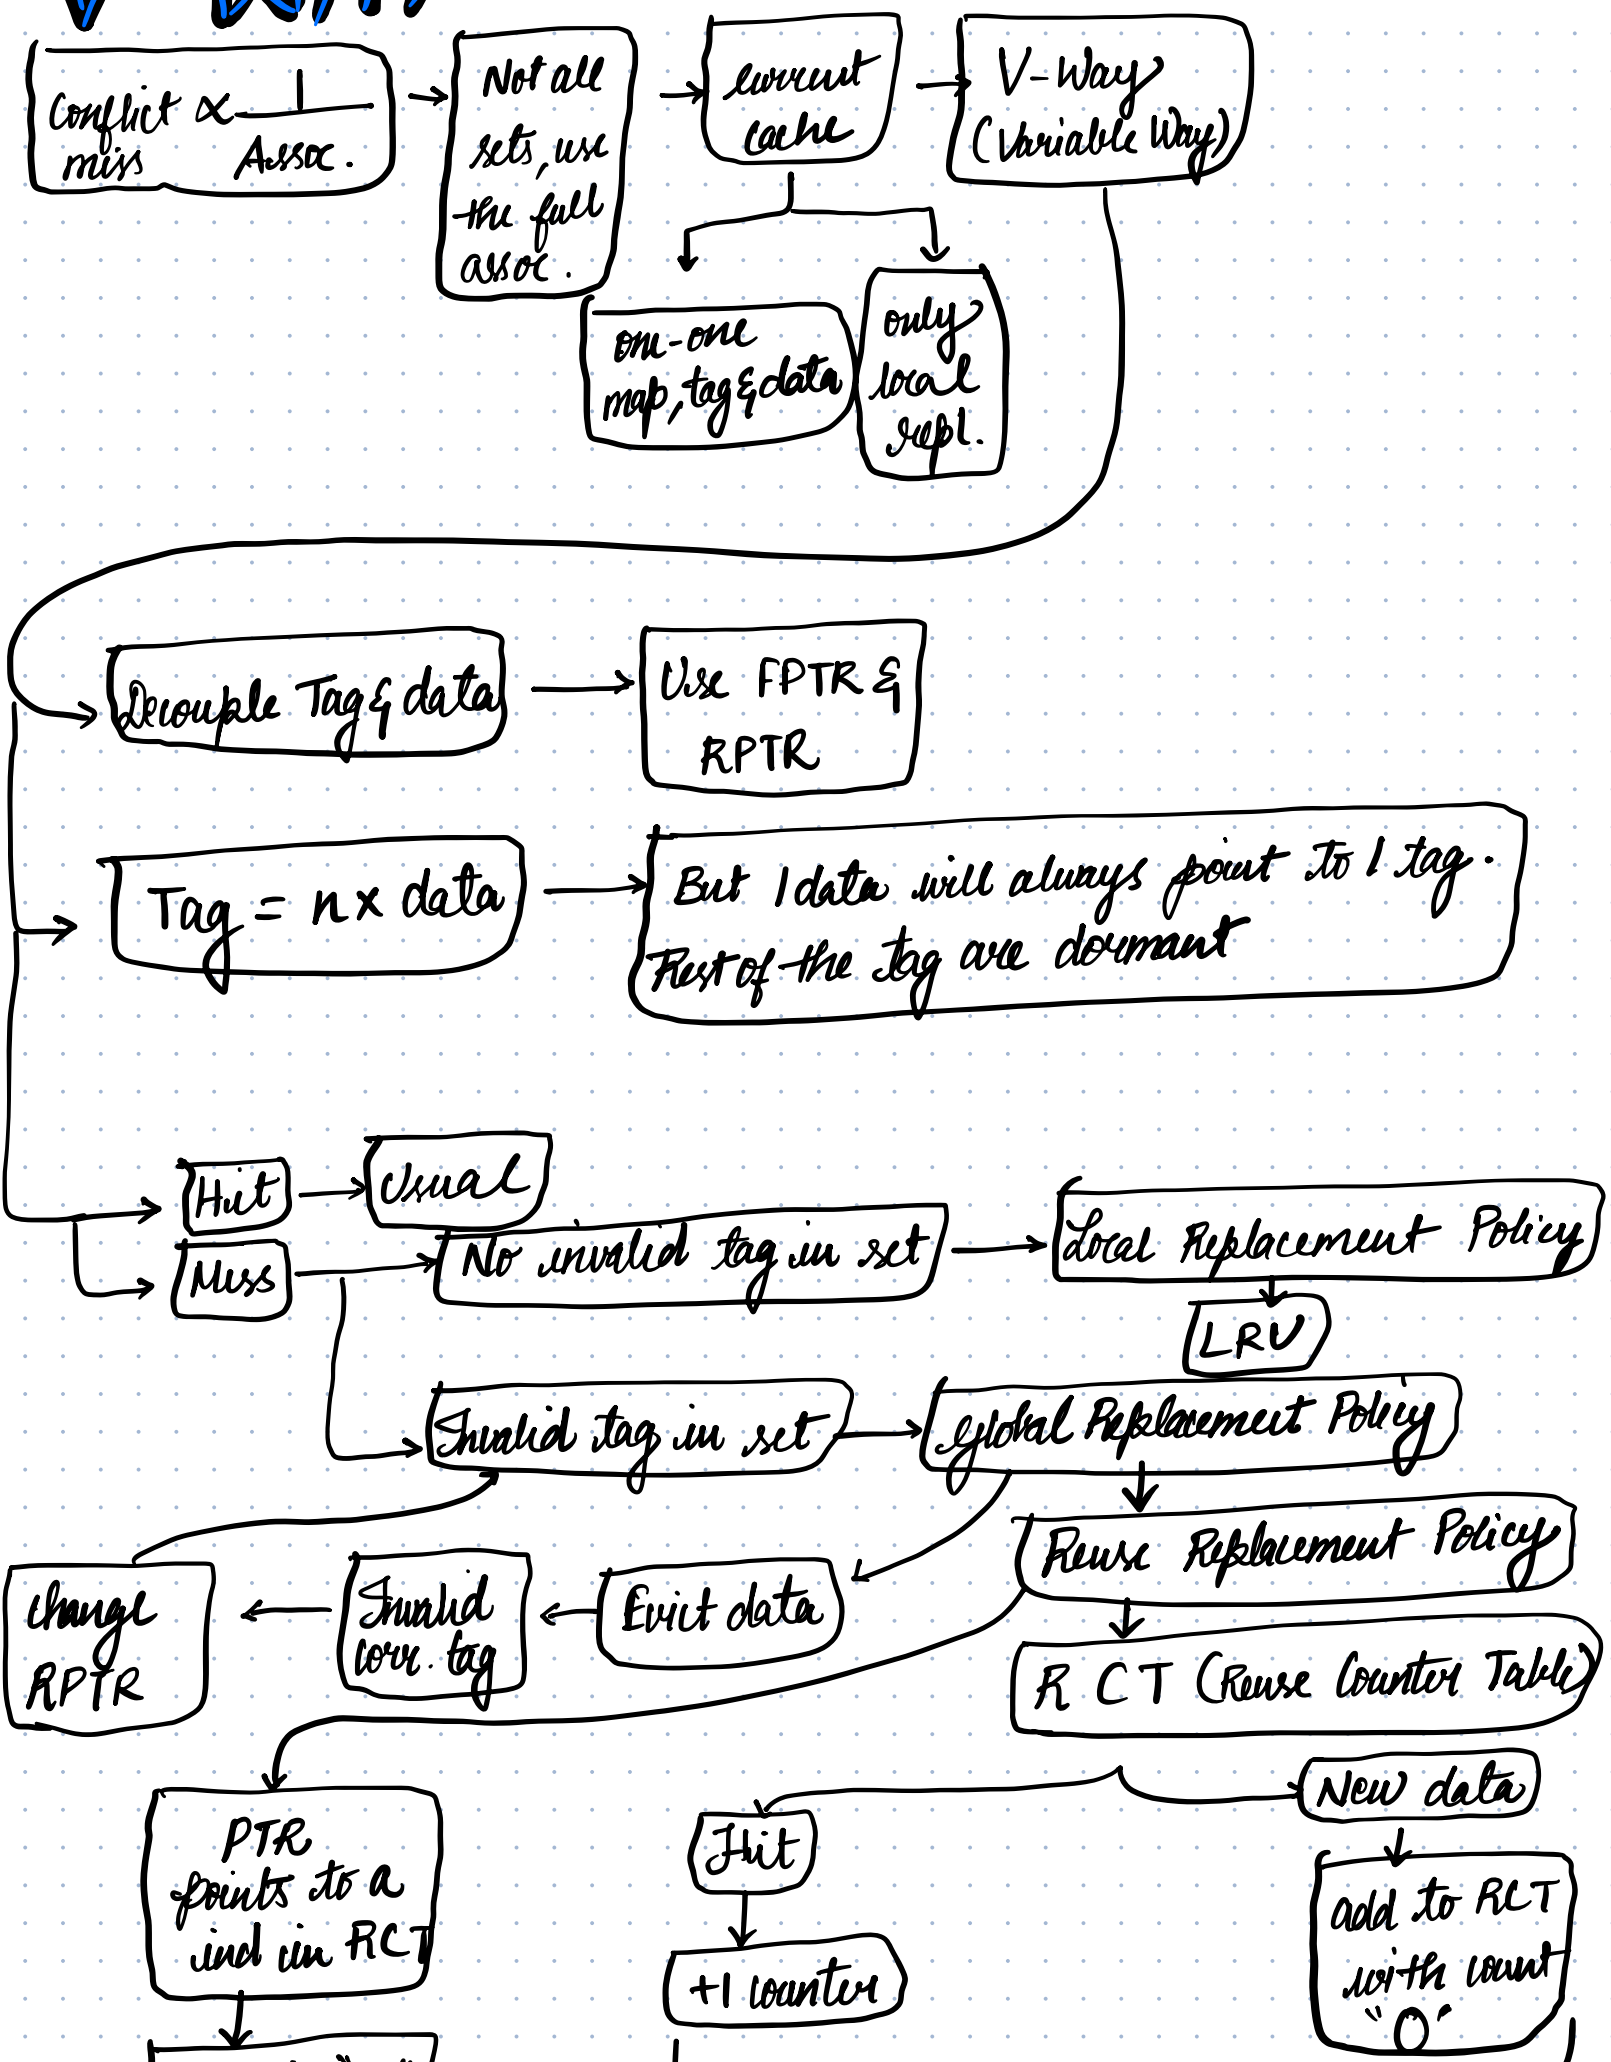 Conflict ∝ 1
miss Assoc.
Not all
sets, use
the full
assoc.
current
cache
V-Way
(Variable Way)
one-one
map, tag & data
only
local
repl.
Decouple Tag & data
Use FPTR &
RPTR
Tag = n x data
But 1 data will always point to 1 tag.
Rest of the tag are dormant
Hit
Usual
Miss
No invalid tag in set
Local Replacement Policy
LRU
Invalid tag in set
Global Replacement Policy
Reuse Replacement Policy
Evict data
Invalid
corr. tag
change
RPTR
R C T (Reuse Counter Table)
PTR
points to a
ind in RCT
Hit
+1 counter
New data
add to RCT
with count
"0"